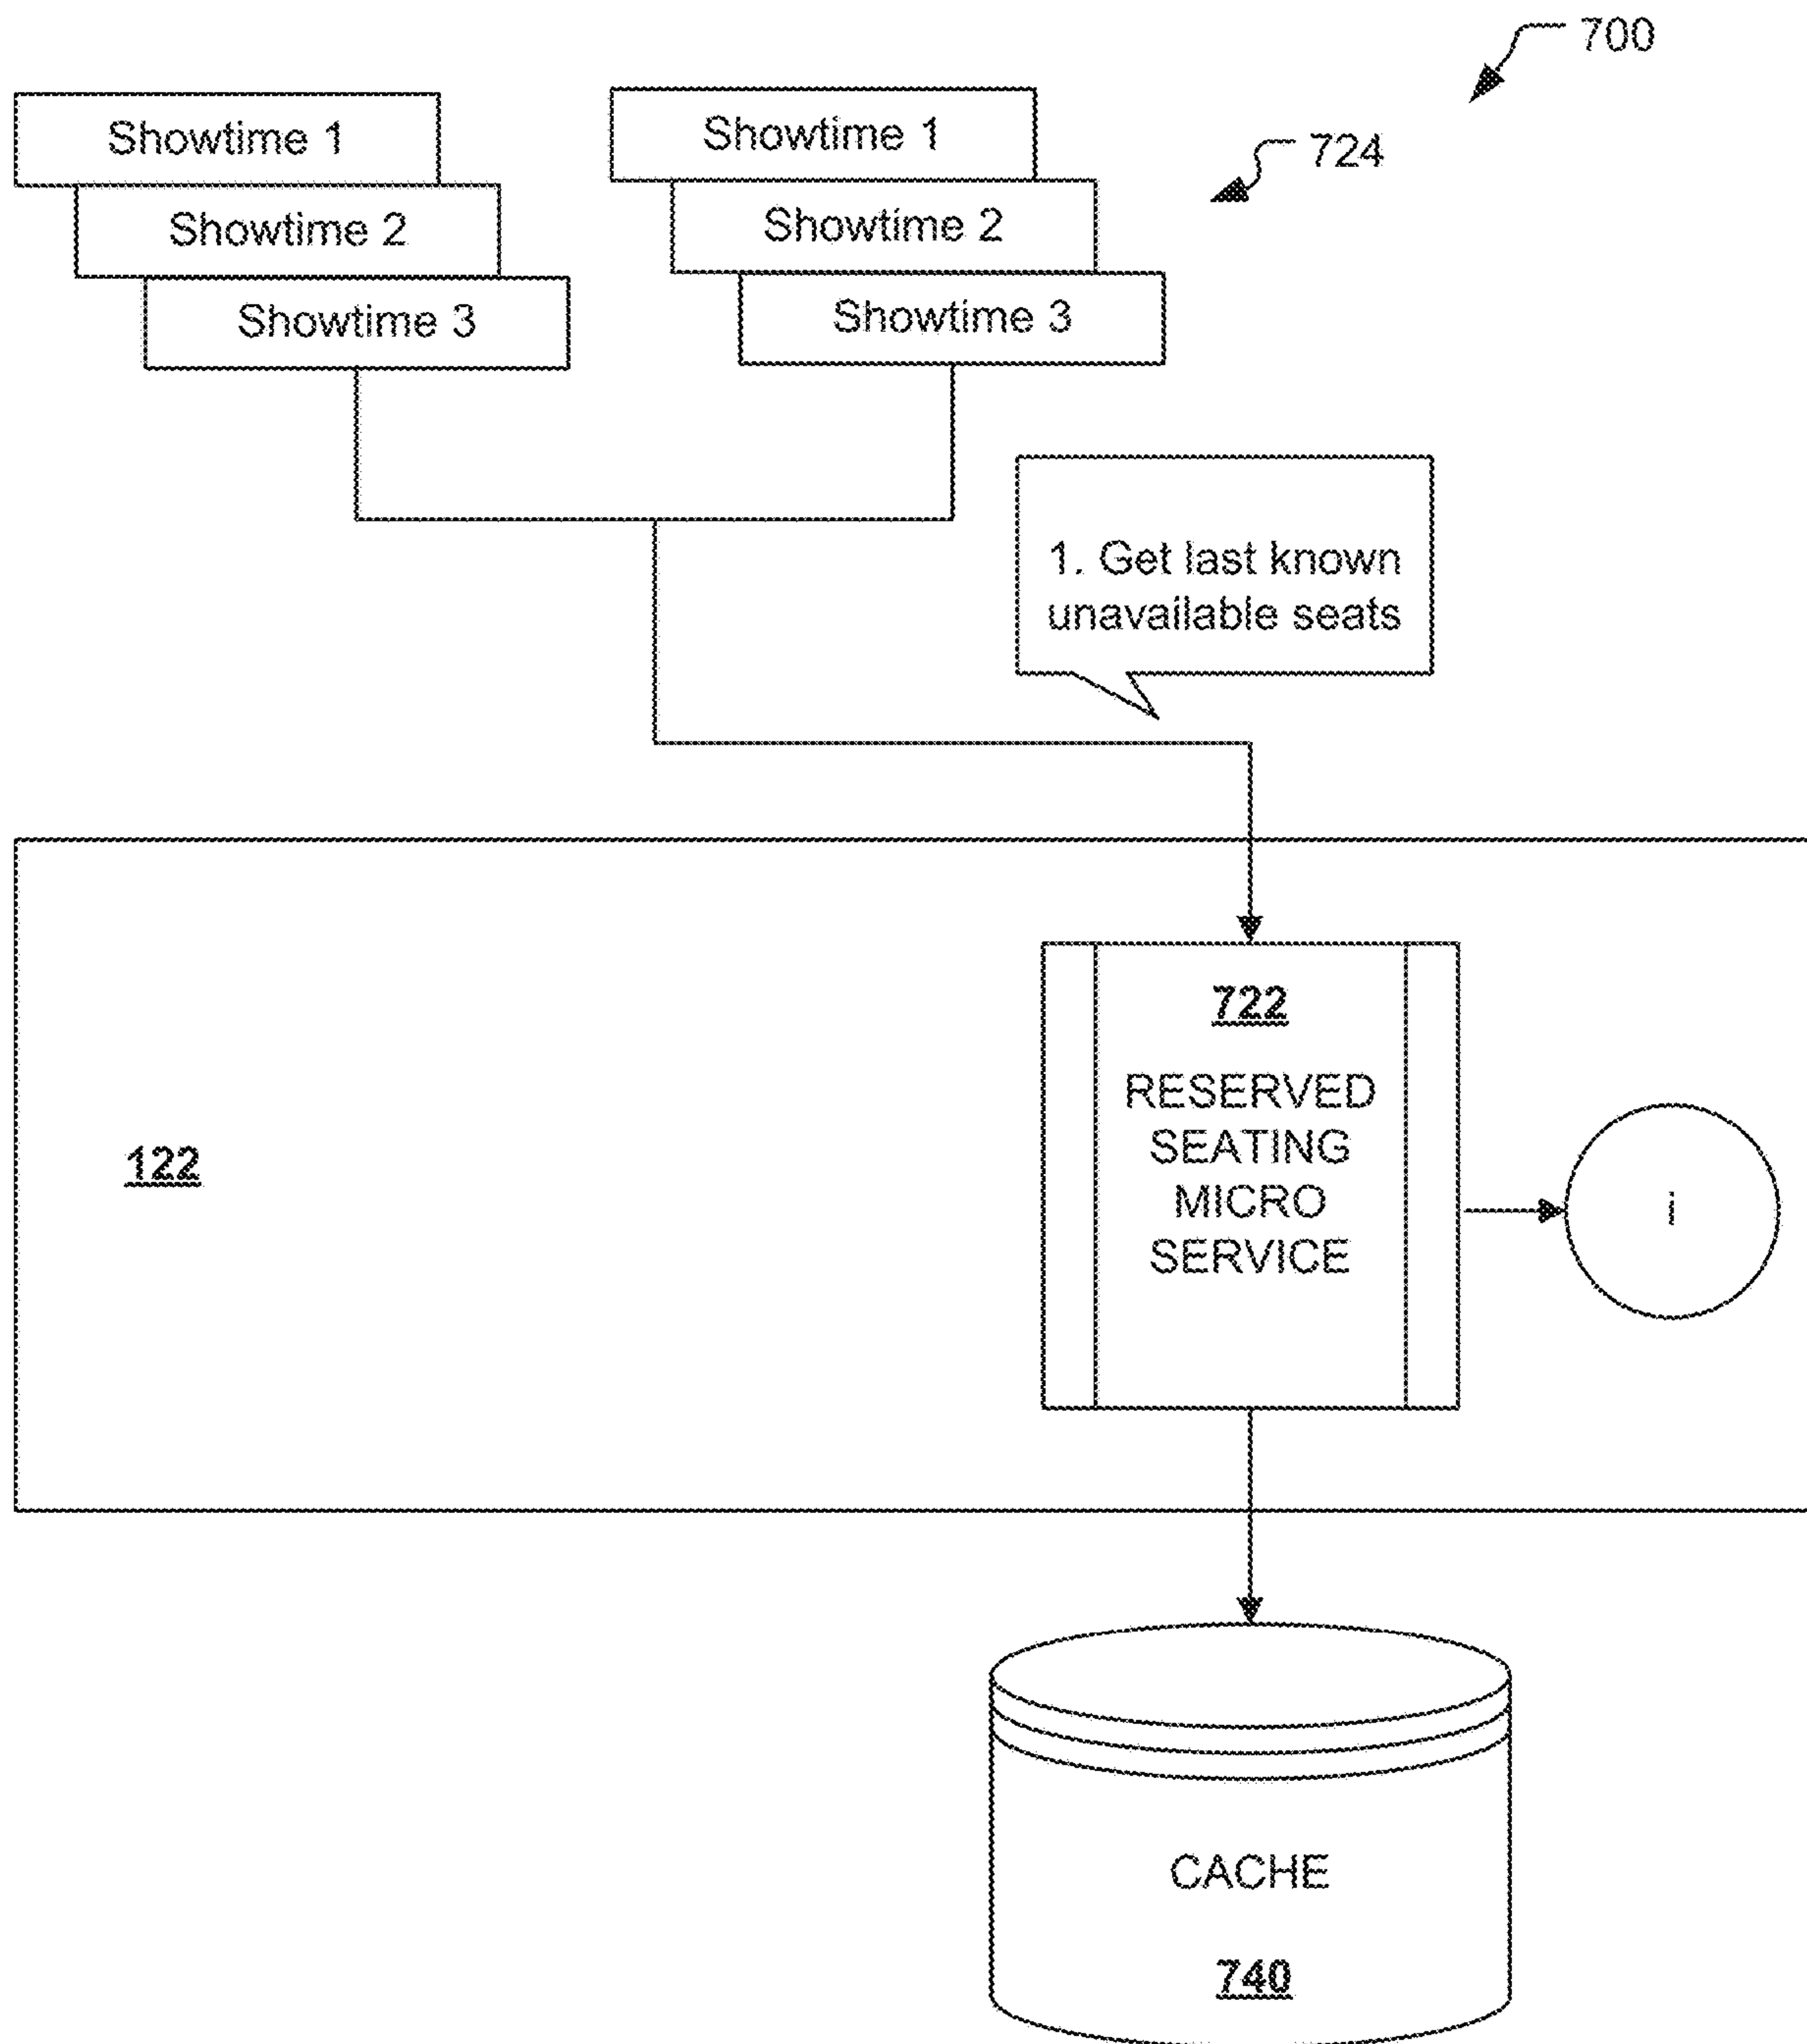 700
724
Showtime 1
Showtime 2
Showtime 3
Showtime 1
Showtime 2
Showtime 3
1. Get last known
unavailable seats
122
722
RESERVED
SEATING
MICRO
SERVICE
i
CACHE
740